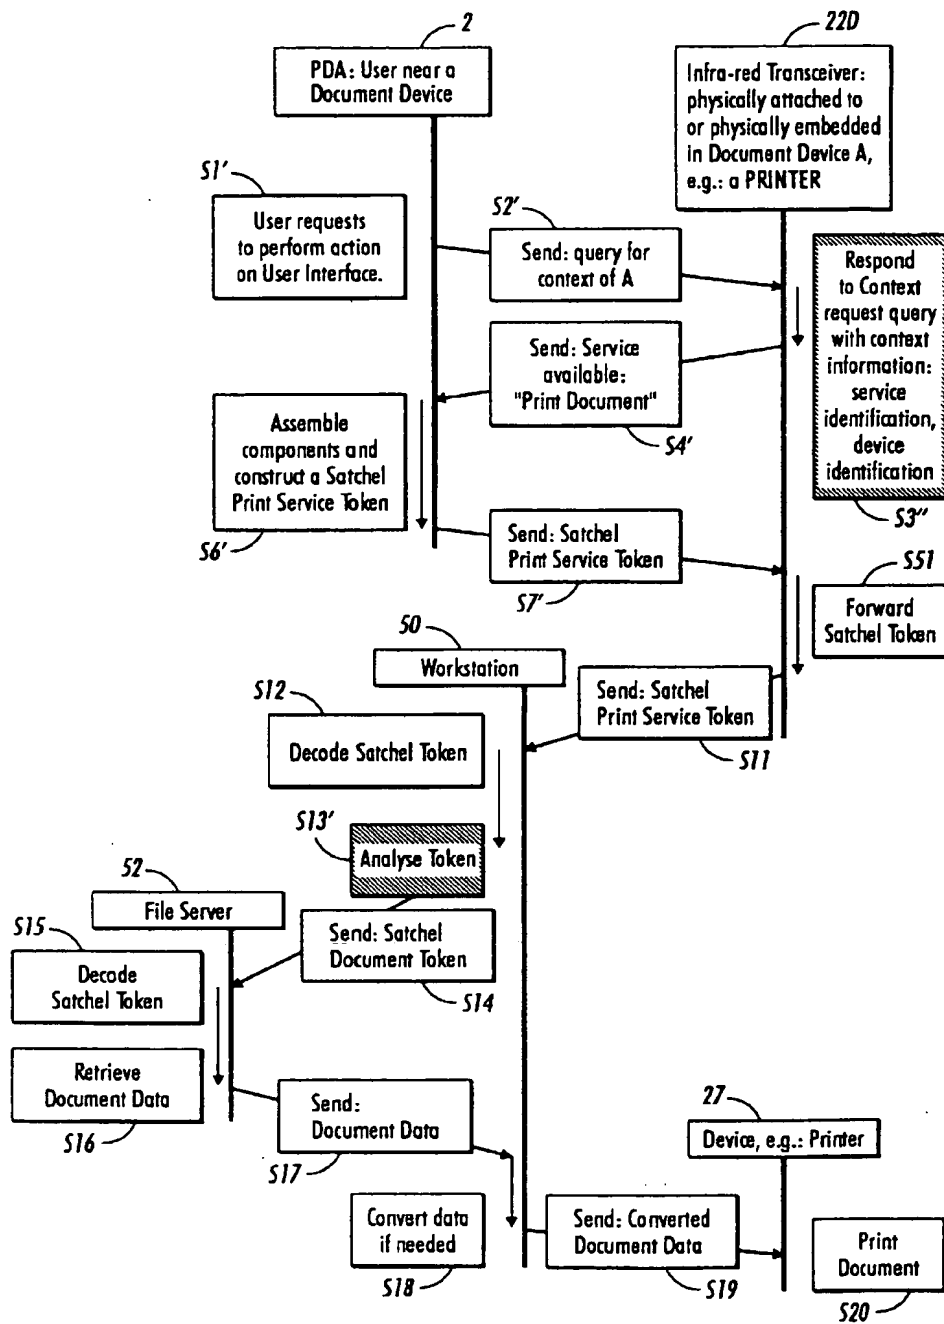 2
22D
PDA: User near a
Document Device
Infra-red Transceiver:
physically attached to
or physically embedded
in Document Device A,
e.g.: a PRINTER
S1'
User requests
to perform action
on User Interface.
S2'
Send: query for
context of A
Respond
to Context
request query
with context
information:
service
identification,
device
identification
S3"
Send: Service
available:
"Print Document"
S4'
Assemble
components and
construct a Satchel
Print Service Token
S6'
Send: Satchel
Print Service Token
S7'
S51
Forward
Satchel Token
50
Workstation
Send: Satchel
Print Service Token
S11
S12
Decode Satchel Token
S13'
Analyse Token
52
File Server
Send: Satchel
Document Token
S14
S15
Decode
Satchel Token
Retrieve
Document Data
S16
Send:
Document Data
S17
27
Device, e.g.: Printer
Convert data
if needed
S18
Send: Converted
Document Data
S19
Print
Document
S20